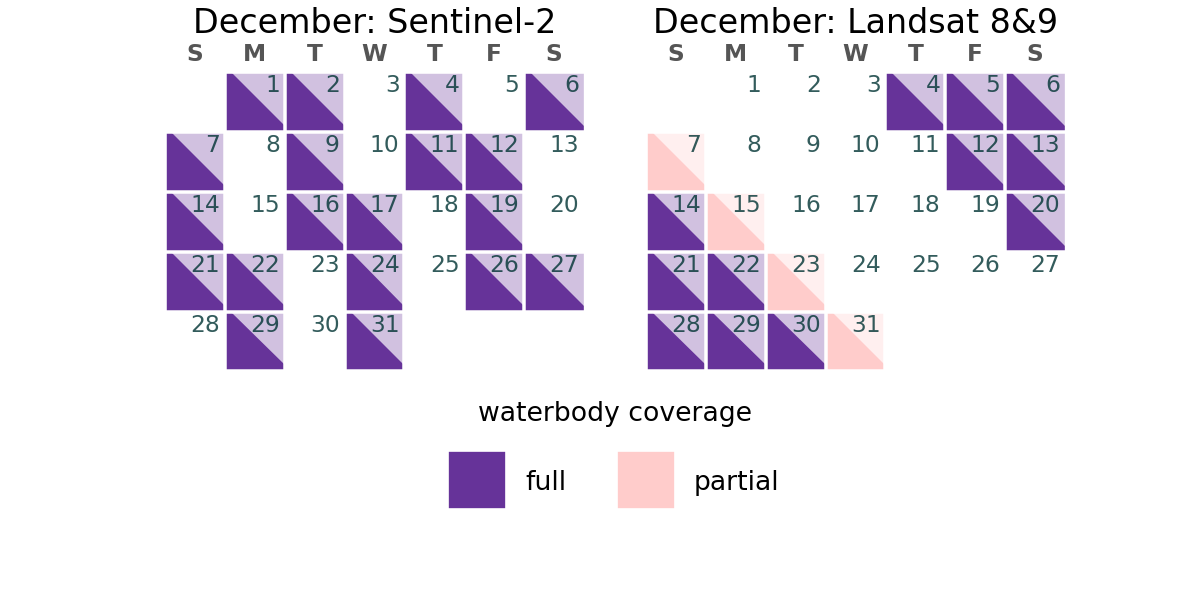 December: Sentinel-2
S M T W T F S
1 2 3 4 5 6
7 8 9 10 11 12 13
14 15 16 17 18 19 20
21 22 23 24 25 26 27
28 29 30 31
December: Landsat 8&9
S M T W T F S
1 2 3 4 5 6
7 8 9 10 11 12 13
14 15 16 17 18 19 20
21 22 23 24 25 26 27
28 29 30 31
waterbody coverage
full partial